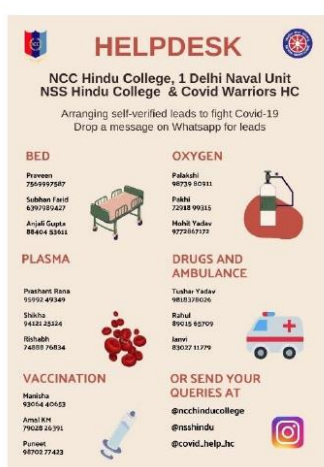 HELPDESK
NCC Hindu College, 1 Delhi Naval Unit
NSS Hindu College & Covid Warriors HC
Arranging self-verified leads to fight Covid-19
Drop a message on Whatsapp for leads
BED
Praveen
7569997587
Subhan Farid
6397989427
Anjali Gupta
88404 53611
OXYGEN
Palakshi
98739 80911
Pakhi
72918 99315
Mohit Yadav
9772867172
PLASMA
Prashant Rana
95992 49349
Shikha
94121 25124
Rishabh
74888 76834
DRUGS AND
AMBULANCE
Tushar Yadav
9818378026
Rahul
89015 65709
Janvi
83027 11779
VACCINATION
Manisha
93064 40653
Amal KM
79028 26391
Puneet
98702 77423
OR SEND YOUR
QUERIES AT
@ncchinducollege
@nsshindu
@covid_help_hc